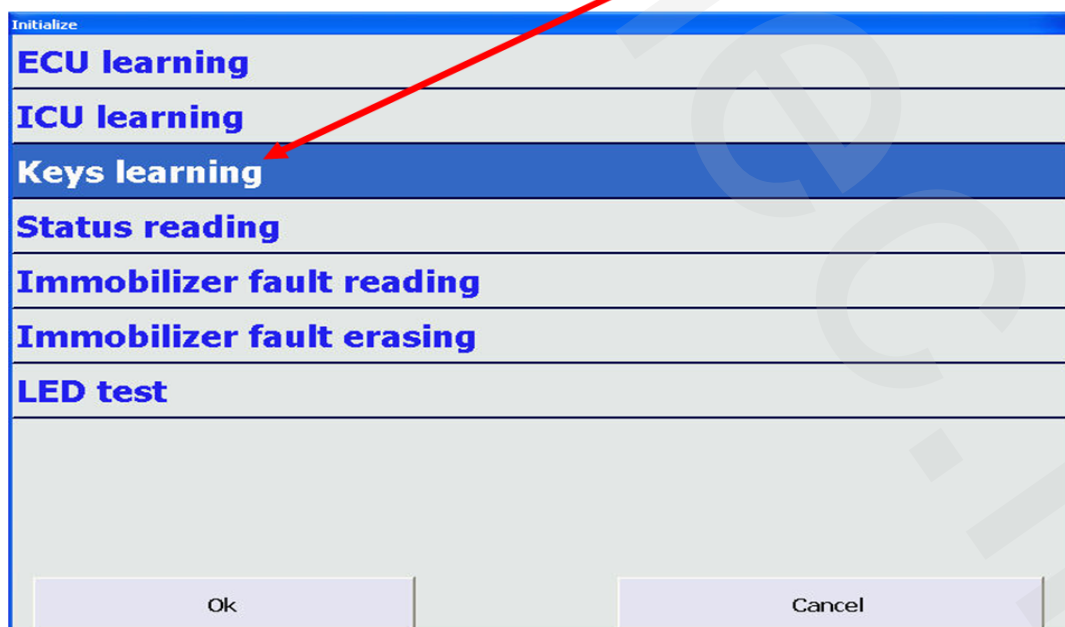 Initialize
ECU learning
ICU learning
Keys learning
Status reading
Immobilizer fault reading
Immobilizer fault erasing
LED test
Ok Cancel